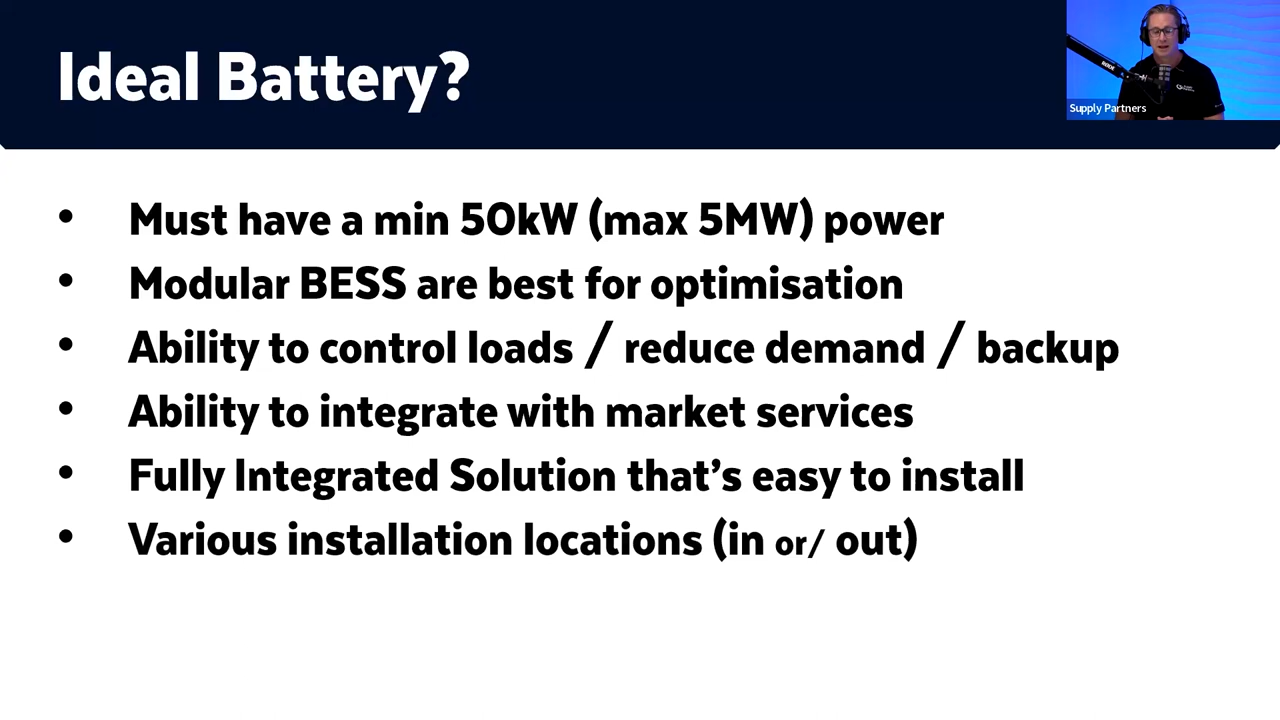 Ideal Battery?
Supply Partners
• Must have a min 50kW (max 5MW) power
• Modular BESS are best for optimisation
• Ability to control loads / reduce demand / backup
• Ability to integrate with market services
• Fully Integrated Solution that's easy to install
• Various installation locations (in or/ out)